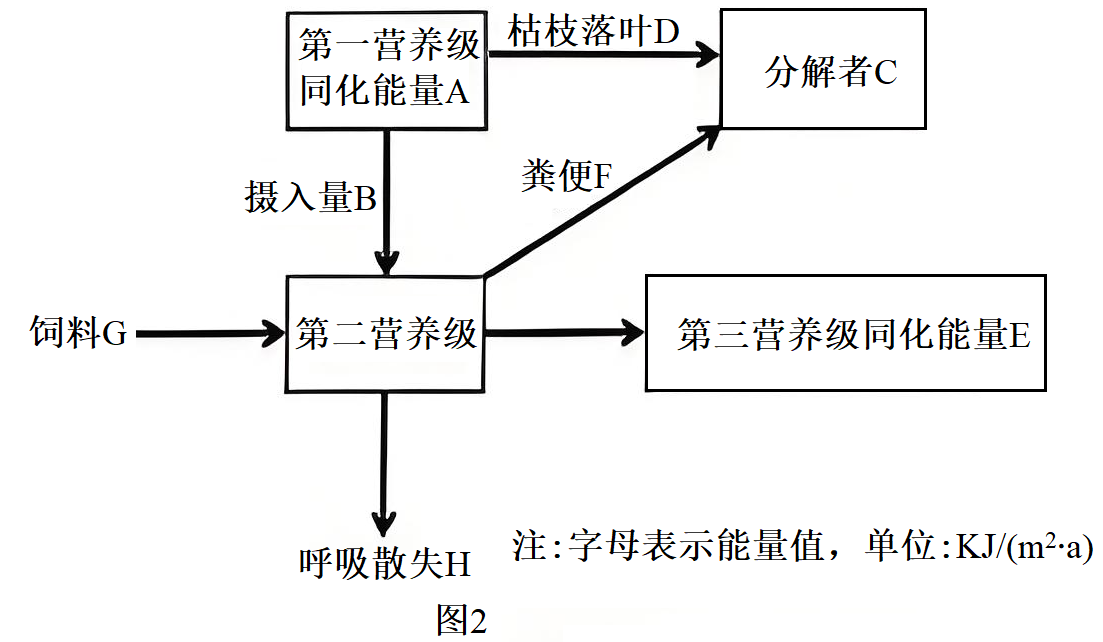 第一营养级
同化能量A
枯枝落叶D
分解者C
摄入量B
粪便F
饲料G
第二营养级
第三营养级同化能量E
呼吸散失H
注:字母表示能量值，单位:KJ/(m²·a)
图2